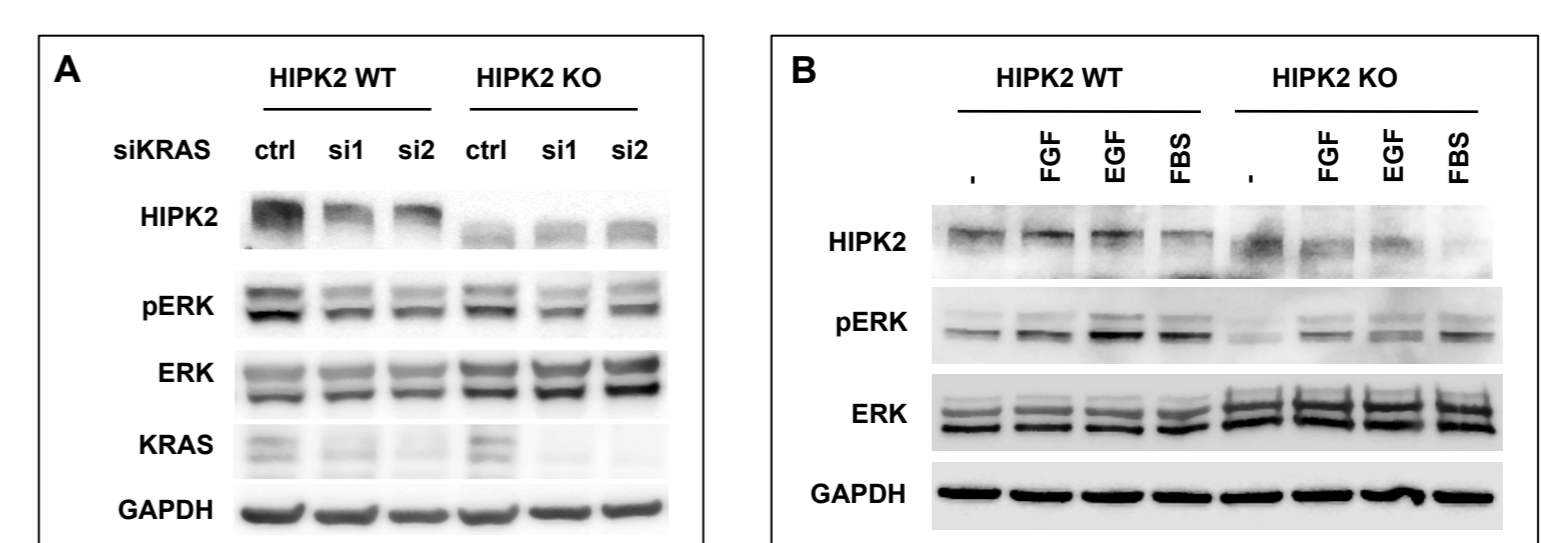 A
HIPK2 WT HIPK2 KO
siKRAS ctrl si1 si2 ctrl si1 si2
HIPK2
pERK
ERK
KRAS
GAPDH
B
HIPK2 WT HIPK2 KO
- FGF EGF FBS - FGF EGF FBS
HIPK2
pERK
ERK
GAPDH